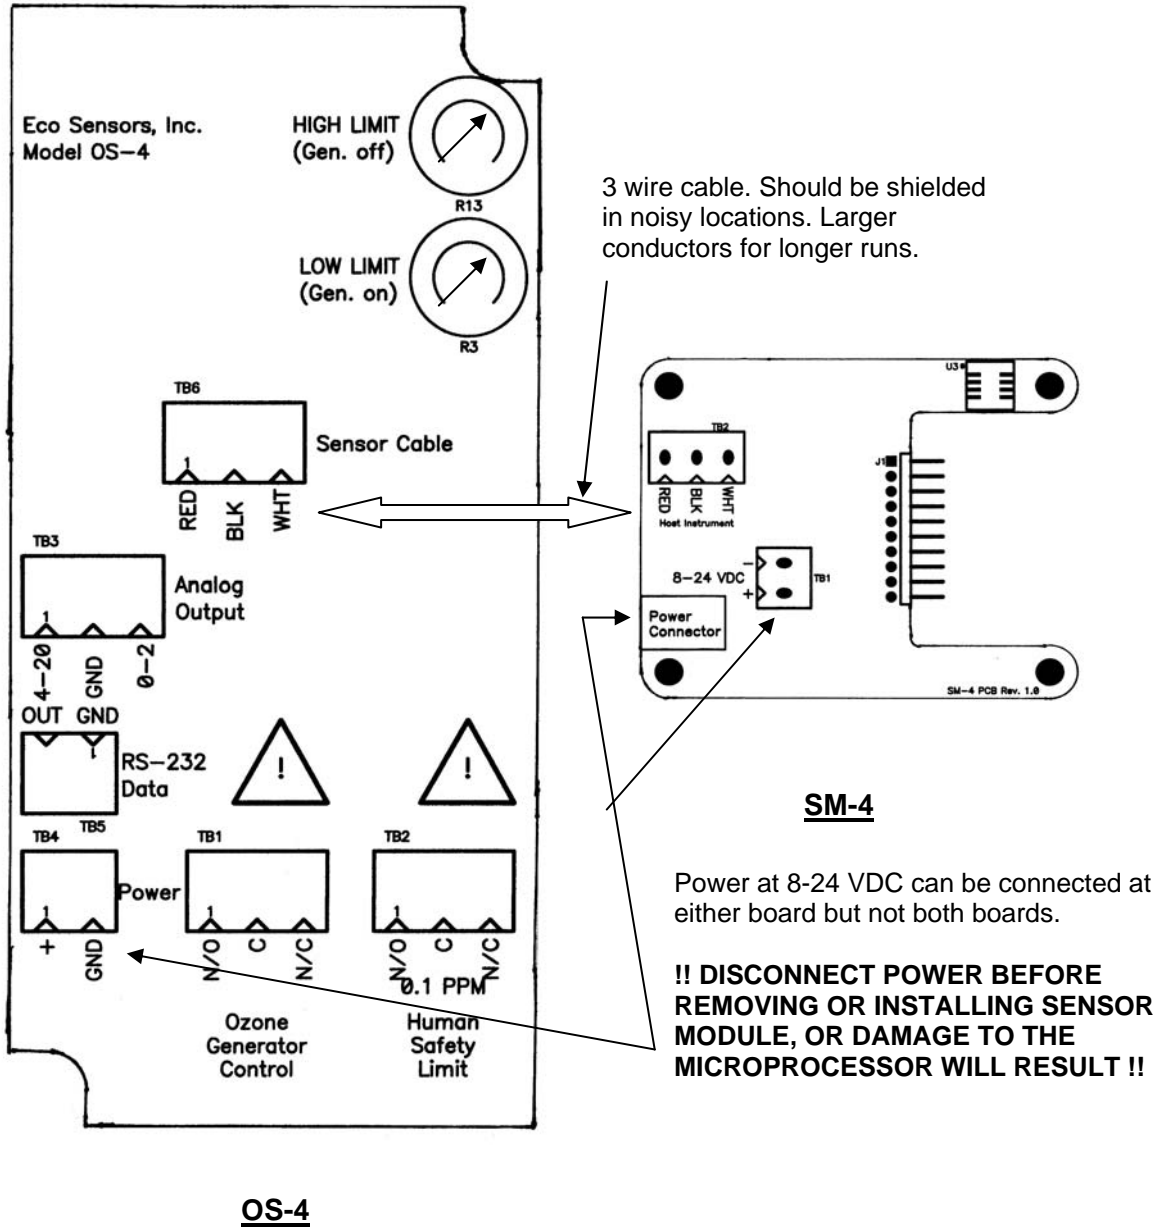 Eco Sensors, Inc.
Model OS-4
HIGH LIMIT
(Gen. off)
R13
LOW LIMIT
(Gen. on)
R3
3 wire cable. Should be shielded
in noisy locations. Larger
conductors for longer runs.
TB6
1
Sensor Cable
RED
BLK
WHT
TB3
1
Analog
Output
4-20
GND
0-2
OUT GND
1
RS-232
Data
TB5
TB4
1
Power
+
GND
TB1
1
N/O
C
N/C
Ozone
Generator
Control
!
!
TB2
1
N/O
C
N/C
0.1 PPM
Human
Safety
Limit
OS-4
U3
TB2
RED
BLK
WHT
Host Instrument
J1
8-24 VDC
-
+
TB1
Power
Connector
SM-4 PCB Rev. 1.0
SM-4
Power at 8-24 VDC can be connected at
either board but not both boards.
!! DISCONNECT POWER BEFORE
REMOVING OR INSTALLING SENSOR
MODULE, OR DAMAGE TO THE
MICROPROCESSOR WILL RESULT !!